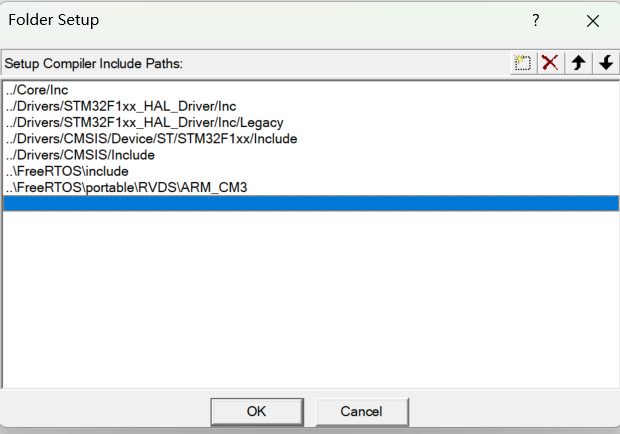 Folder Setup
?
Setup Compiler Include Paths:
../Core/Inc
../Drivers/STM32F1xx_HAL_Driver/Inc
../Drivers/STM32F1xx_HAL_Driver/Inc/Legacy
../Drivers/CMSIS/Device/ST/STM32F1xx/Include
../Drivers/CMSIS/Include
..\FreeRTOS\include
..\FreeRTOS\portable\RVDS\ARM_CM3
OK
Cancel